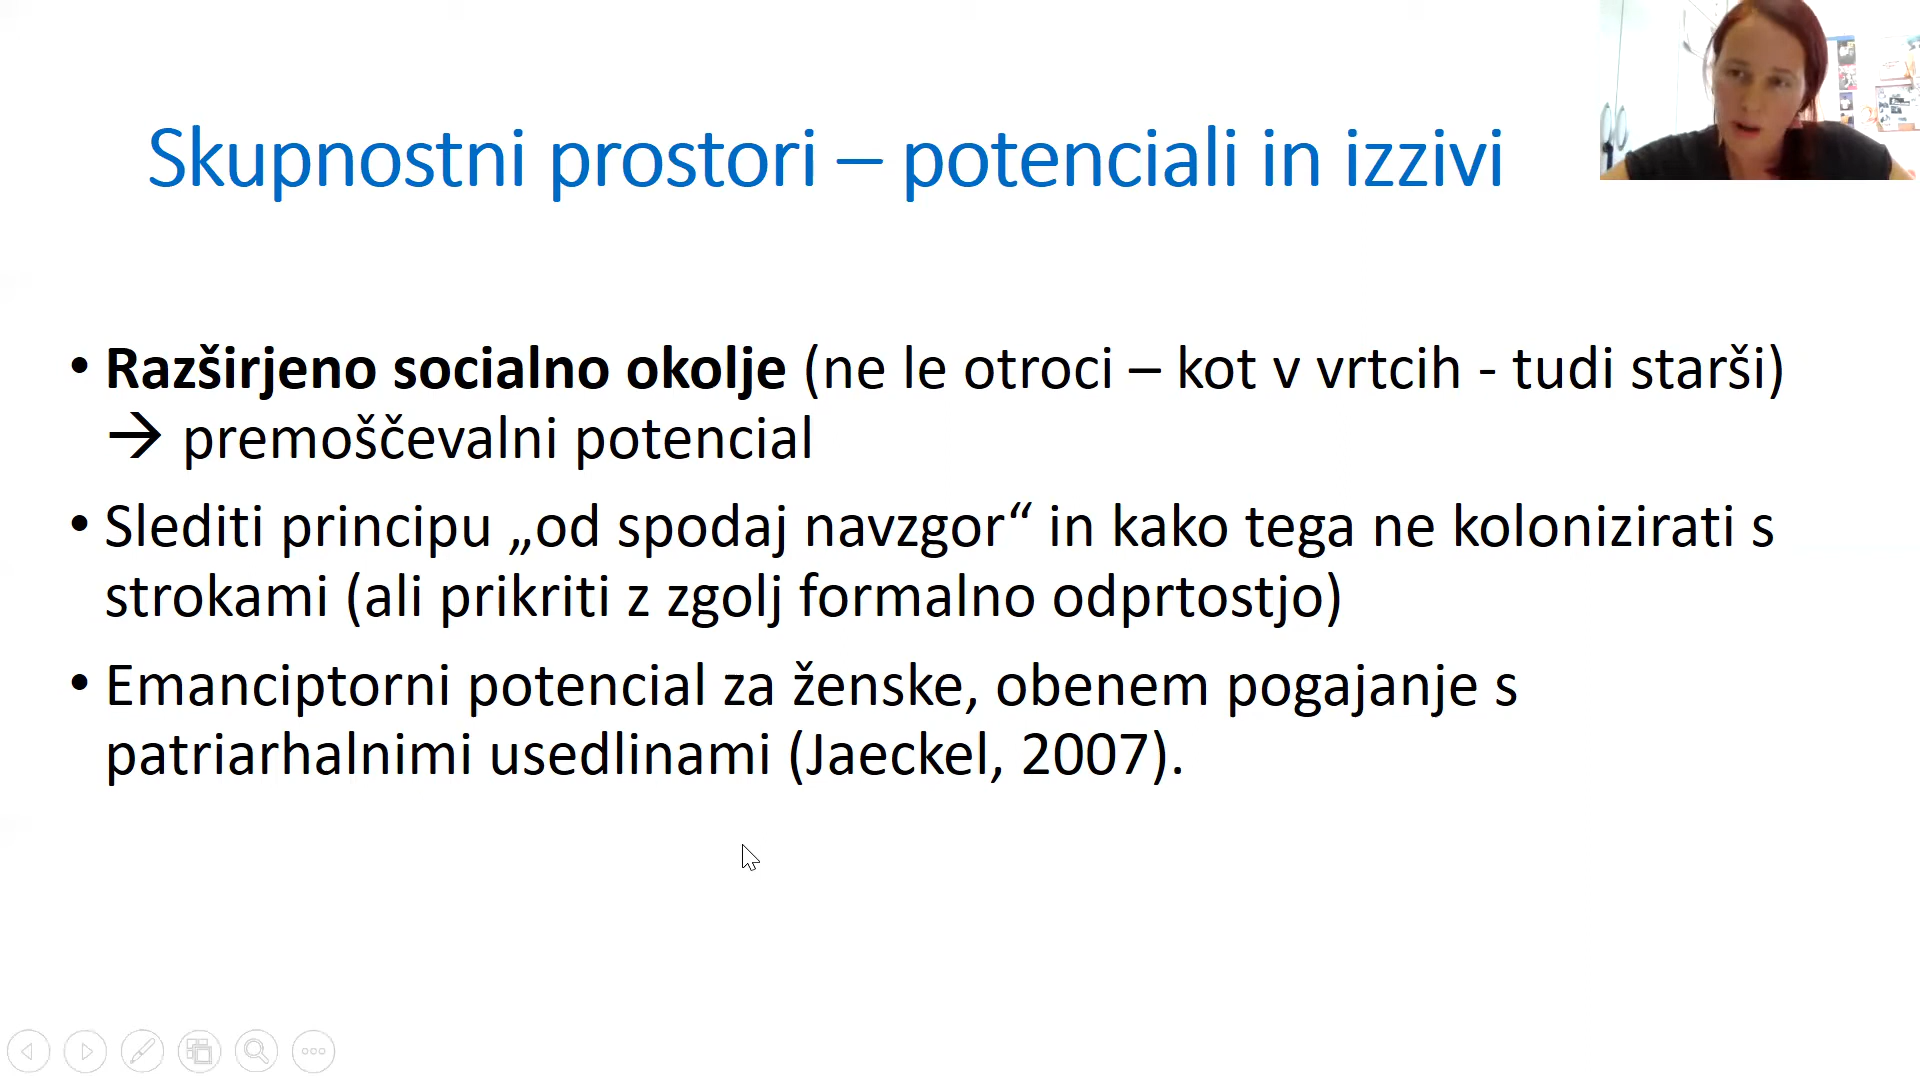 Skupnostni prostori – potenciali in izzivi
• Razširjeno socialno okolje (ne le otroci – kot v vrtcih - tudi starši)
→ premoščevalni potencial
• Slediti principu „od spodaj navzgor“ in kako tega ne kolonizirati s
strokami (ali prikriti z zgolj formalno odprtostjo)
• Emanciptorni potencial za ženske, obenem pogajanje s
patriarhalnimi usedlinami (Jaeckel, 2007).